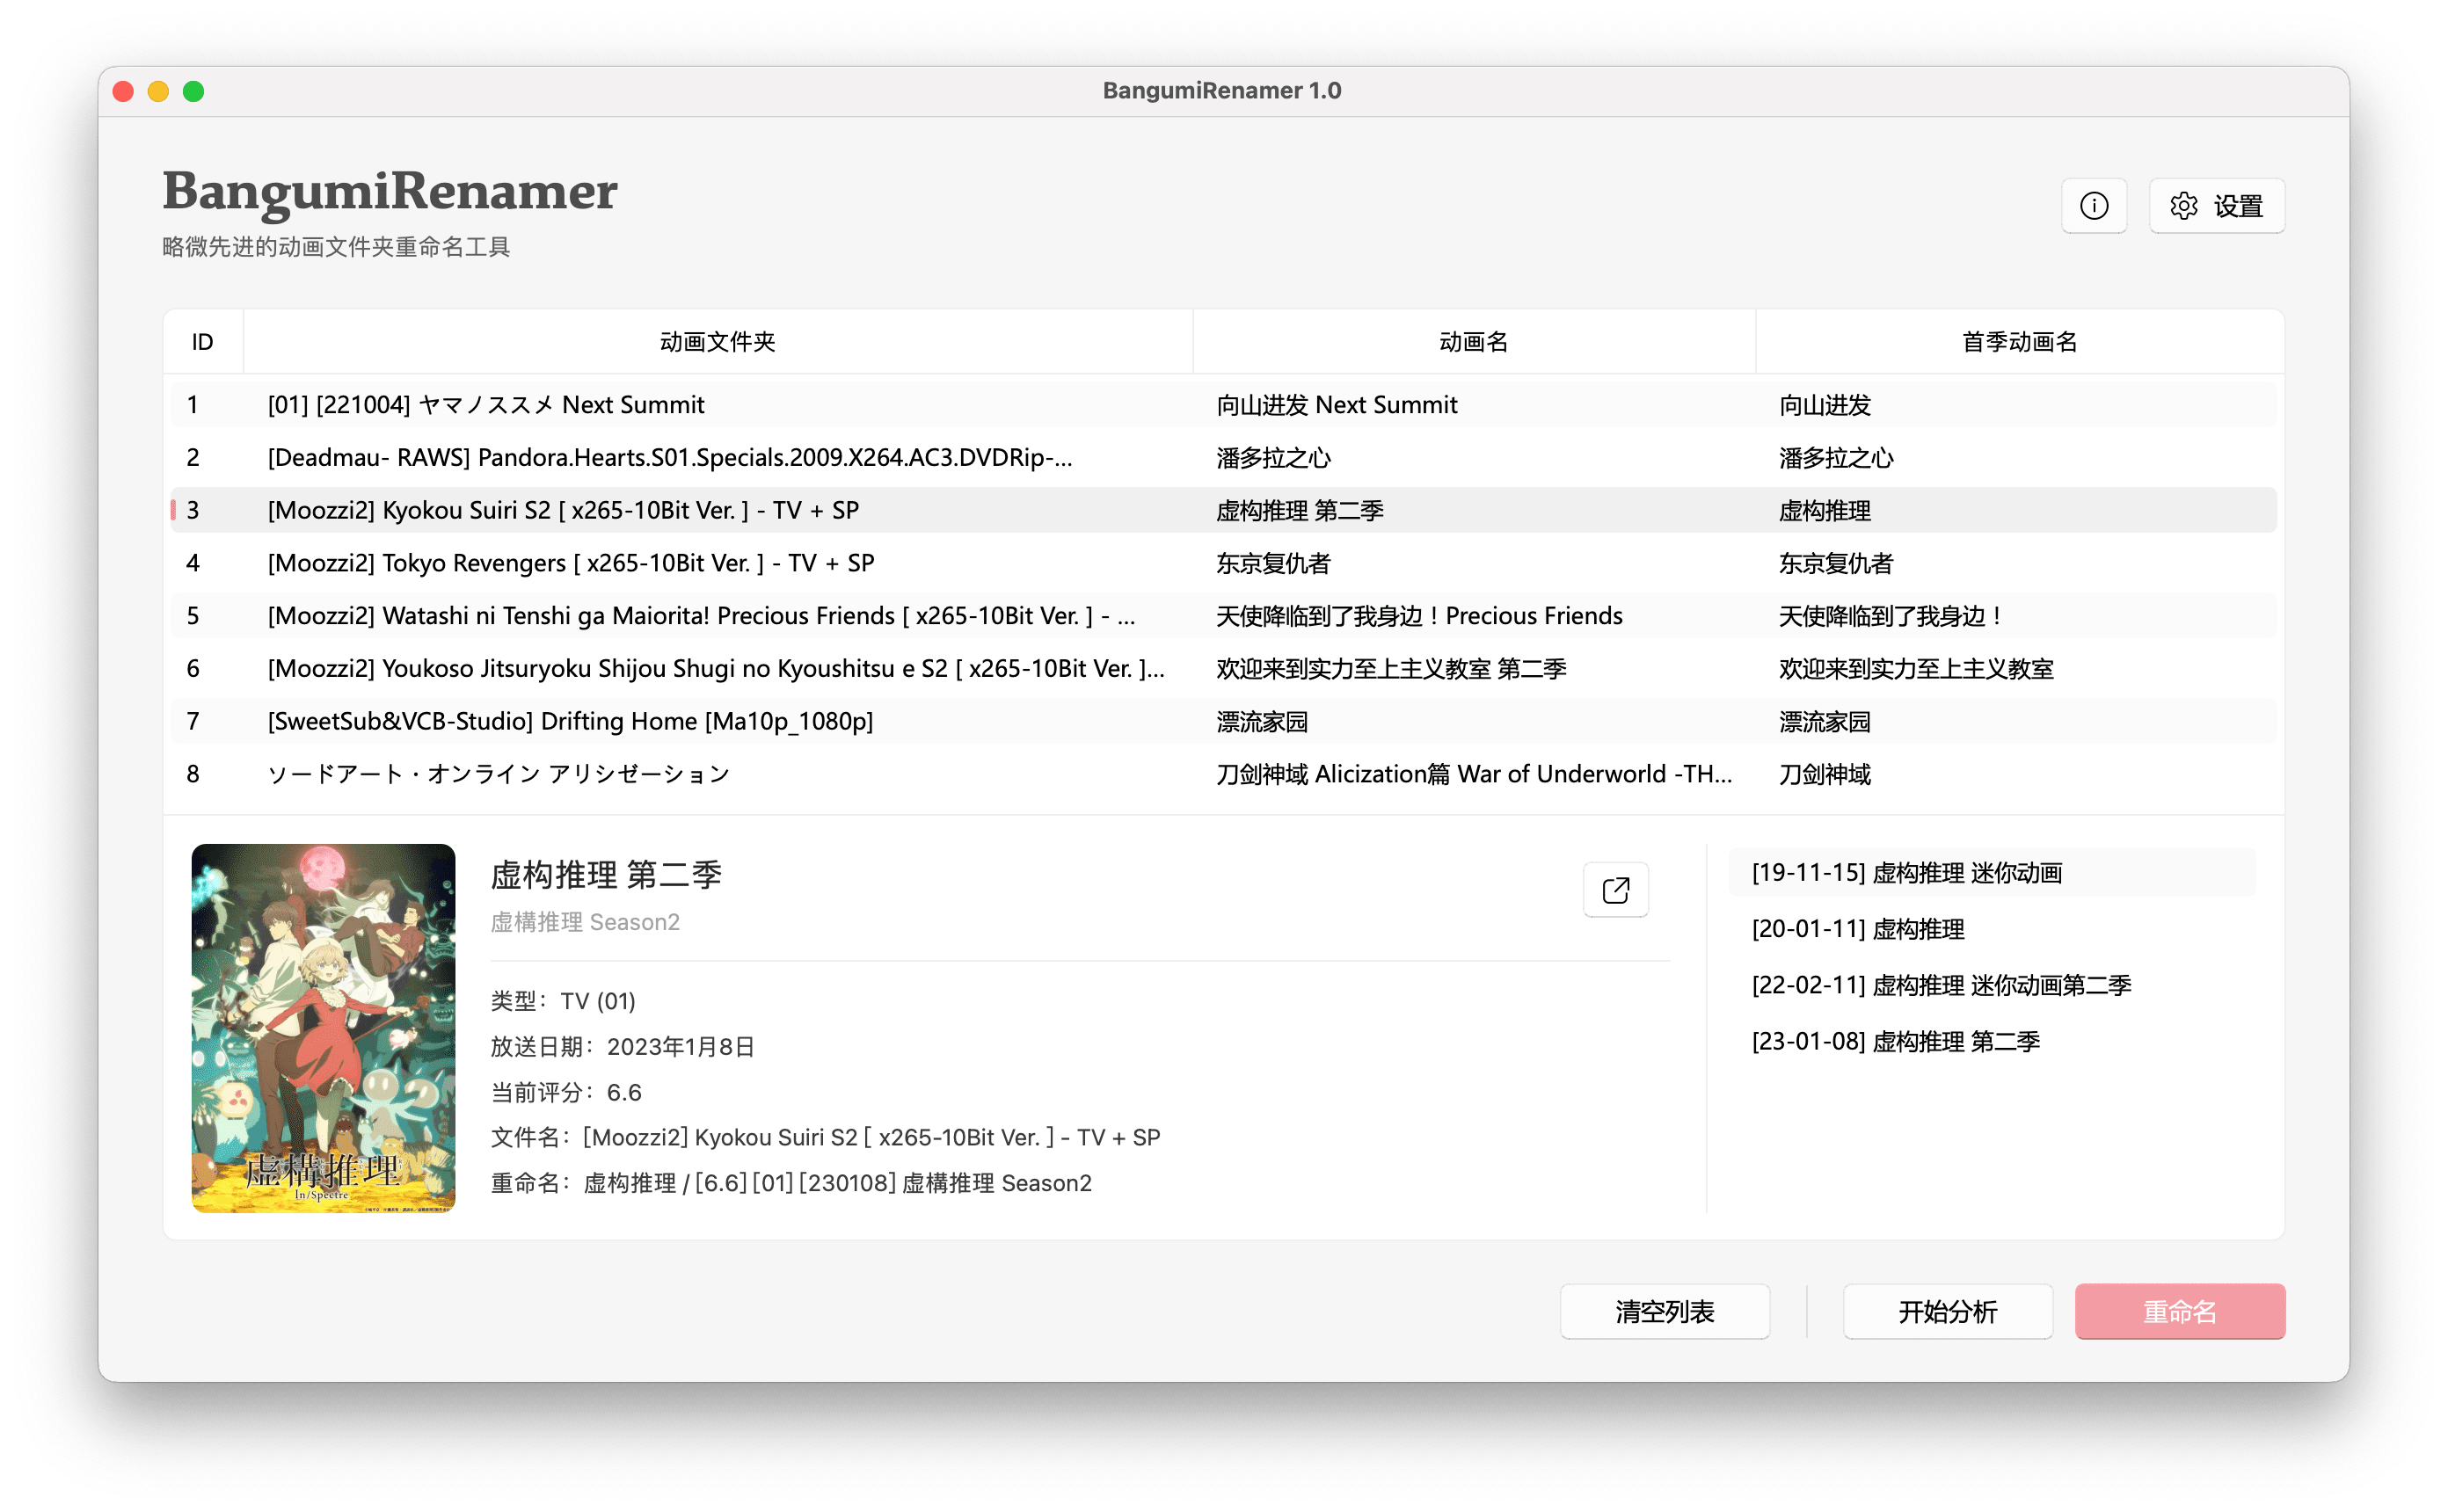 BangumiRenamer 1.0
BangumiRenamer
略微先进的动画文件夹重命名工具
设置
ID 动画文件夹 动画名 首季动画名
1 [01] [221004] ヤマノススメ Next Summit 向山进发 Next Summit 向山进发
2 [Deadmau- RAWS] Pandora.Hearts.S01.Specials.2009.X264.AC3.DVDRip-... 潘多拉之心 潘多拉之心
3 [Moozzi2] Kyokou Suiri S2 [ x265-10Bit Ver. ] - TV + SP 虚构推理 第二季 虚构推理
4 [Moozzi2] Tokyo Revengers [ x265-10Bit Ver. ] - TV + SP 东京复仇者 东京复仇者
5 [Moozzi2] Watashi ni Tenshi ga Maiorita! Precious Friends [ x265-10Bit Ver. ] - ... 天使降临到了我身边！Precious Friends 天使降临到了我身边！
6 [Moozzi2] Youkoso Jitsuryoku Shijou Shugi no Kyoushitsu e S2 [ x265-10Bit Ver. ]... 欢迎来到实力至上主义教室 第二季 欢迎来到实力至上主义教室
7 [SweetSub&VCB-Studio] Drifting Home [Ma10p_1080p] 漂流家园 漂流家园
8 ソードアート・オンライン アリシゼーション 刀剑神域 Alicization篇 War of Underworld -TH... 刀剑神域
虚構推理
In/Spectre
虚构推理 第二季
虚構推理 Season2
类型：TV (01)
放送日期：2023年1月8日
当前评分：6.6
文件名：[Moozzi2] Kyokou Suiri S2 [ x265-10Bit Ver. ] - TV + SP
重命名：虚构推理 / [6.6] [01] [230108] 虚構推理 Season2
[19-11-15] 虚构推理 迷你动画
[20-01-11] 虚构推理
[22-02-11] 虚构推理 迷你动画第二季
[23-01-08] 虚构推理 第二季
清空列表
开始分析
重命名